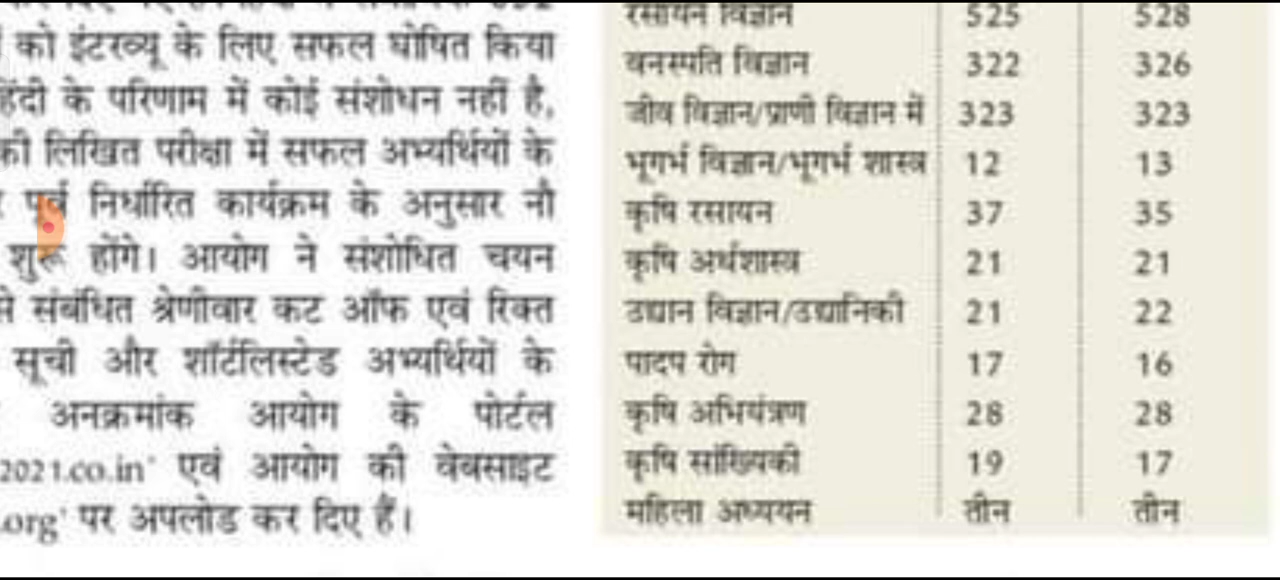 को इंटरव्यू के लिए सफल घोषित किया
हिंदी के परिणाम में कोई संशोधन नहीं है,
की लिखित परीक्षा में सफल अभ्यर्थियों के
पूर्व निर्धारित कार्यक्रम के अनुसार नौ
शुरू होंगे। आयोग ने संशोधित चयन
से संबंधित श्रेणीवार कट ऑफ एवं रिक्त
सूची और शॉर्टलिस्टेड अभ्यर्थियों के
अनक्रमांक आयोग के पोर्टल
2021.co.in' एवं आयोग की वेबसाइट
.org' पर अपलोड कर दिए हैं।
रसायन विज्ञान 525 528
वनस्पति विज्ञान 322 326
जीव विज्ञान/प्राणी विज्ञान में 323 323
भूगर्भ विज्ञान/भूगर्भ शास्त्र 12 13
कृषि रसायन 37 35
कृषि अर्थशास्त्र 21 21
उद्यान विज्ञान/उद्यानिकी 21 22
पादप रोग 17 16
कृषि अभियंत्रण 28 28
कृषि सांख्यिकी 19 17
महिला अध्ययन तीन तीन